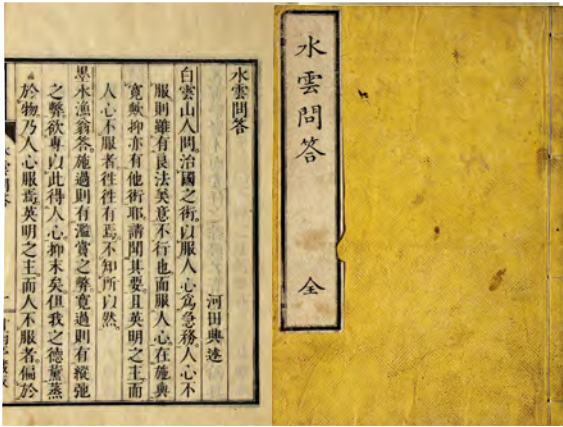 水雲問答
全
水雲問答
河田興述
白雲山人問。治國之術。以服人心爲急務。人心不
服則雖有良法美意不行也。而服人心。在施與
寛歟。抑亦有他術耶。請聞其要。且英明之主。而
人心不服者徃徃有焉。不知所以然。
墨水漁翁答。施過則有濫賞之弊。寛過則有縱弛
之弊。欲專以此得人心。抑末矣。但我之德薫蒸
於物。乃人心服焉。英明之主。而人不服者。偏於